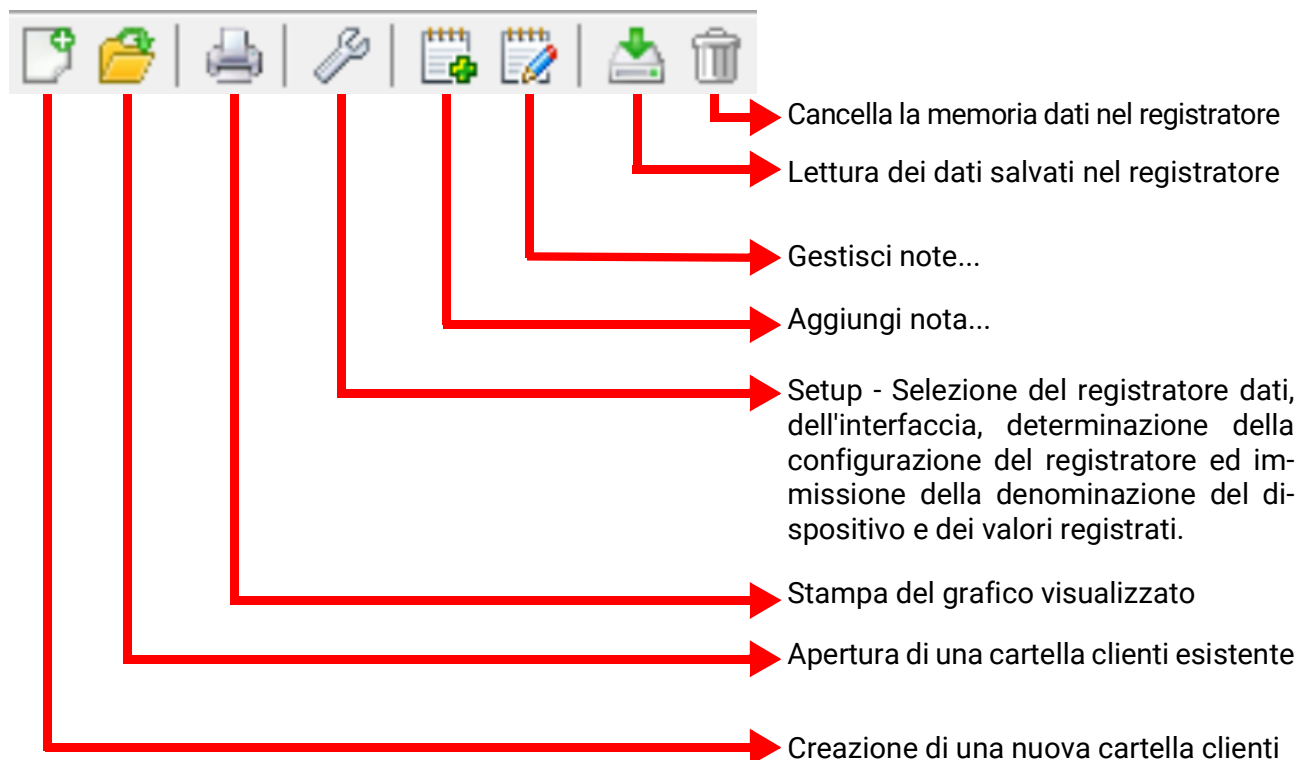 Cancella la memoria dati nel registratore
Lettura dei dati salvati nel registratore
Gestisci note...
Aggiungi nota...
Setup - Selezione del registratore dati,
dell'interfaccia, determinazione della
configurazione del registratore ed im-
missione della denominazione del di-
spositivo e dei valori registrati.
Stampa del grafico visualizzato
Apertura di una cartella clienti esistente
Creazione di una nuova cartella clienti